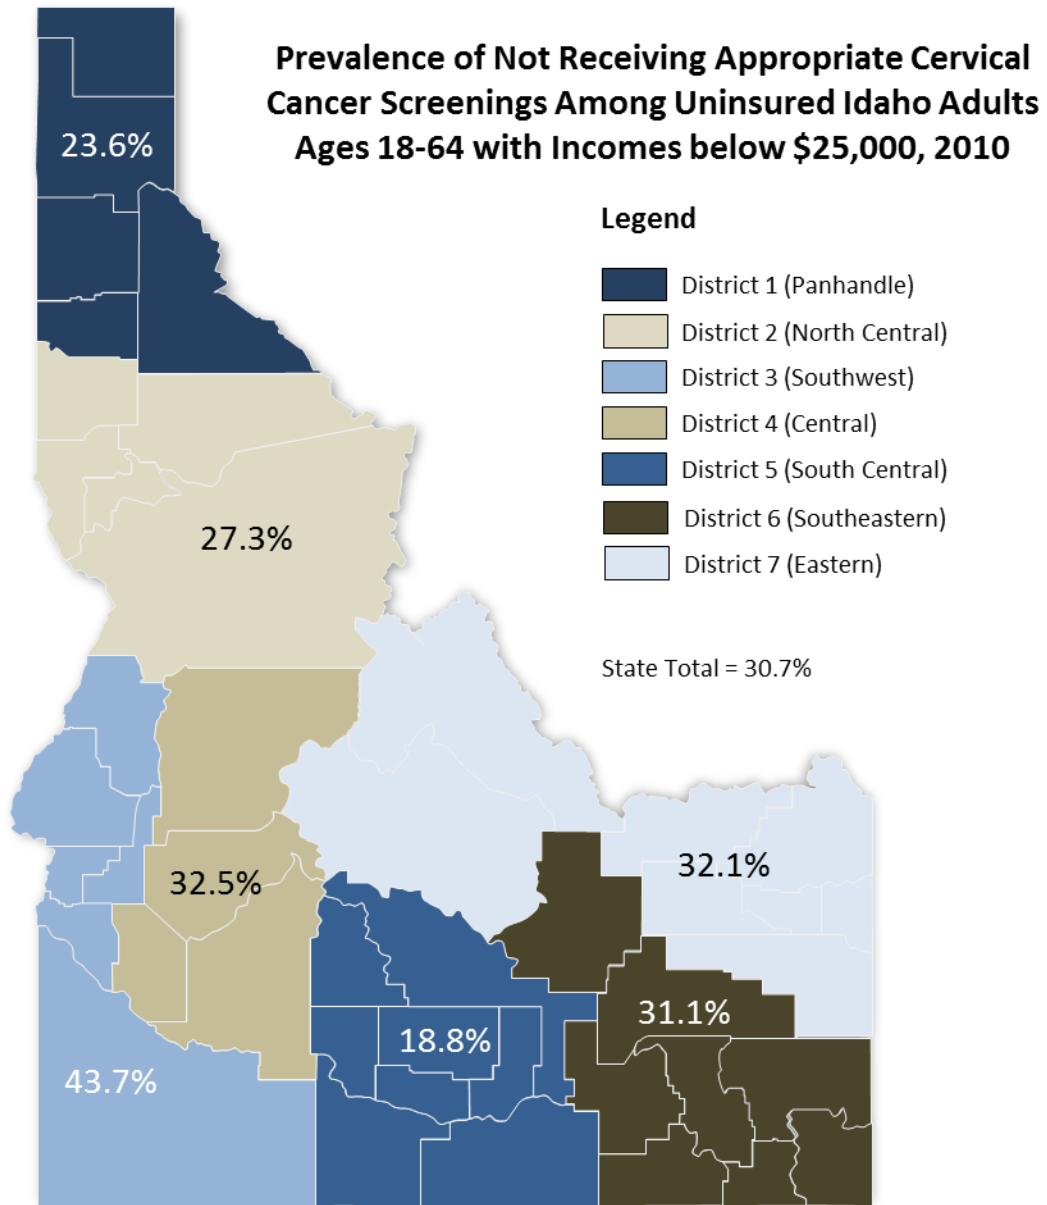 Prevalence of Not Receiving Appropriate Cervical
Cancer Screenings Among Uninsured Idaho Adults
Ages 18-64 with Incomes below $25,000, 2010
23.6%
Legend
District 1 (Panhandle)
District 2 (North Central)
District 3 (Southwest)
District 4 (Central)
District 5 (South Central)
District 6 (Southeastern)
District 7 (Eastern)
27.3%
State Total = 30.7%
32.1%
32.5%
31.1%
18.8%
43.7%